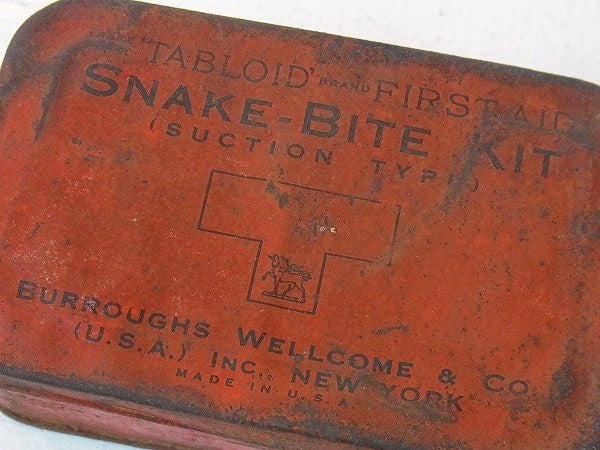 'TABLOID' BRAND FIRST AID
SNAKE-BITE KIT
(SUCTION TYPE)
BURROUGHS WELLCOME & CO.
(U.S.A.) INC., NEW YORK
MADE IN U.S.A.